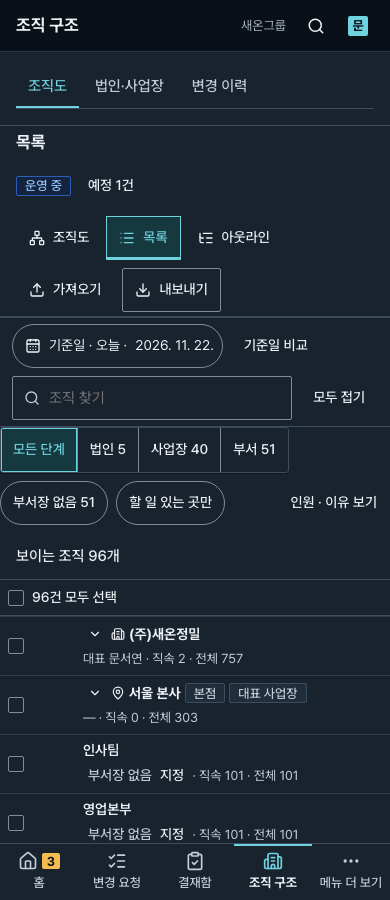 조직 구조 새온그룹 문
조직도 법인·사업장 변경 이력
목록
운영 중 예정 1건
조직도 목록 아웃라인
가져오기 내보내기
기준일 · 오늘 · 2026. 11. 22. 기준일 비교
조직 찾기 모두 접기
모든 단계 법인 5 사업장 40 부서 51
부서장 없음 51 할 일 있는 곳만 인원 · 이유 보기
보이는 조직 96개
96건 모두 선택
(주)새온정밀
대표 문서연 · 직속 2 · 전체 757
서울 본사 본점 대표 사업장
— · 직속 0 · 전체 303
인사팀
부서장 없음 지정 · 직속 101 · 전체 101
영업본부
부서장 없음 지정 · 직속 101 · 전체 101
3
홈 변경 요청 결재함 조직 구조 메뉴 더 보기